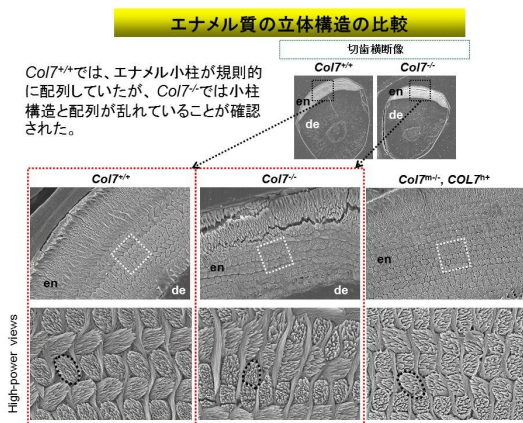 エナメル質の立体構造の比較
切歯横断像
Col7+/+では、エナメル小柱が規則的
に配列していたが、Col7-/-では小柱
構造と配列が乱れていることが確認
された。
Col7+/+
Col7-/-
en
de
en
de
Col7+/+
Col7-/-
Col7m-/-, COL7h+
en
de
en
de
en
High-power views